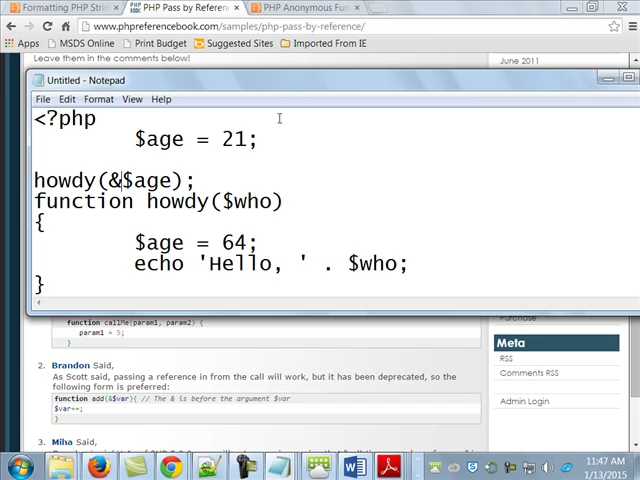 Formatting PHP Strin
PHP Pass by Referenc
PHP Anonymous Fun
www.phpreferencebook.com/samples/php-pass-by-reference/
Apps
MSDS Online
Print Budget
Suggested Sites
Imported From IE
Leave them in the comments below!
June 2011
Untitled - Notepad
File Edit Format View Help
<?php
$age = 21;
howdy(&$age);
function howdy($who)
{
$age = 64;
echo 'Hello, ' . $who;
}
Purchase
function callMe(param1, param2) {
param1 = 5;
Meta
RSS
Comments RSS
Admin Login
2. Brandon Said,
As Scott said, passing a reference in from the call will work, but it has been deprecated, so the
following form is preferred:
function add(&$var){ // The & is before the argument $var
$var++;
}
3. Miha Said,
11:47 AM
1/13/2015